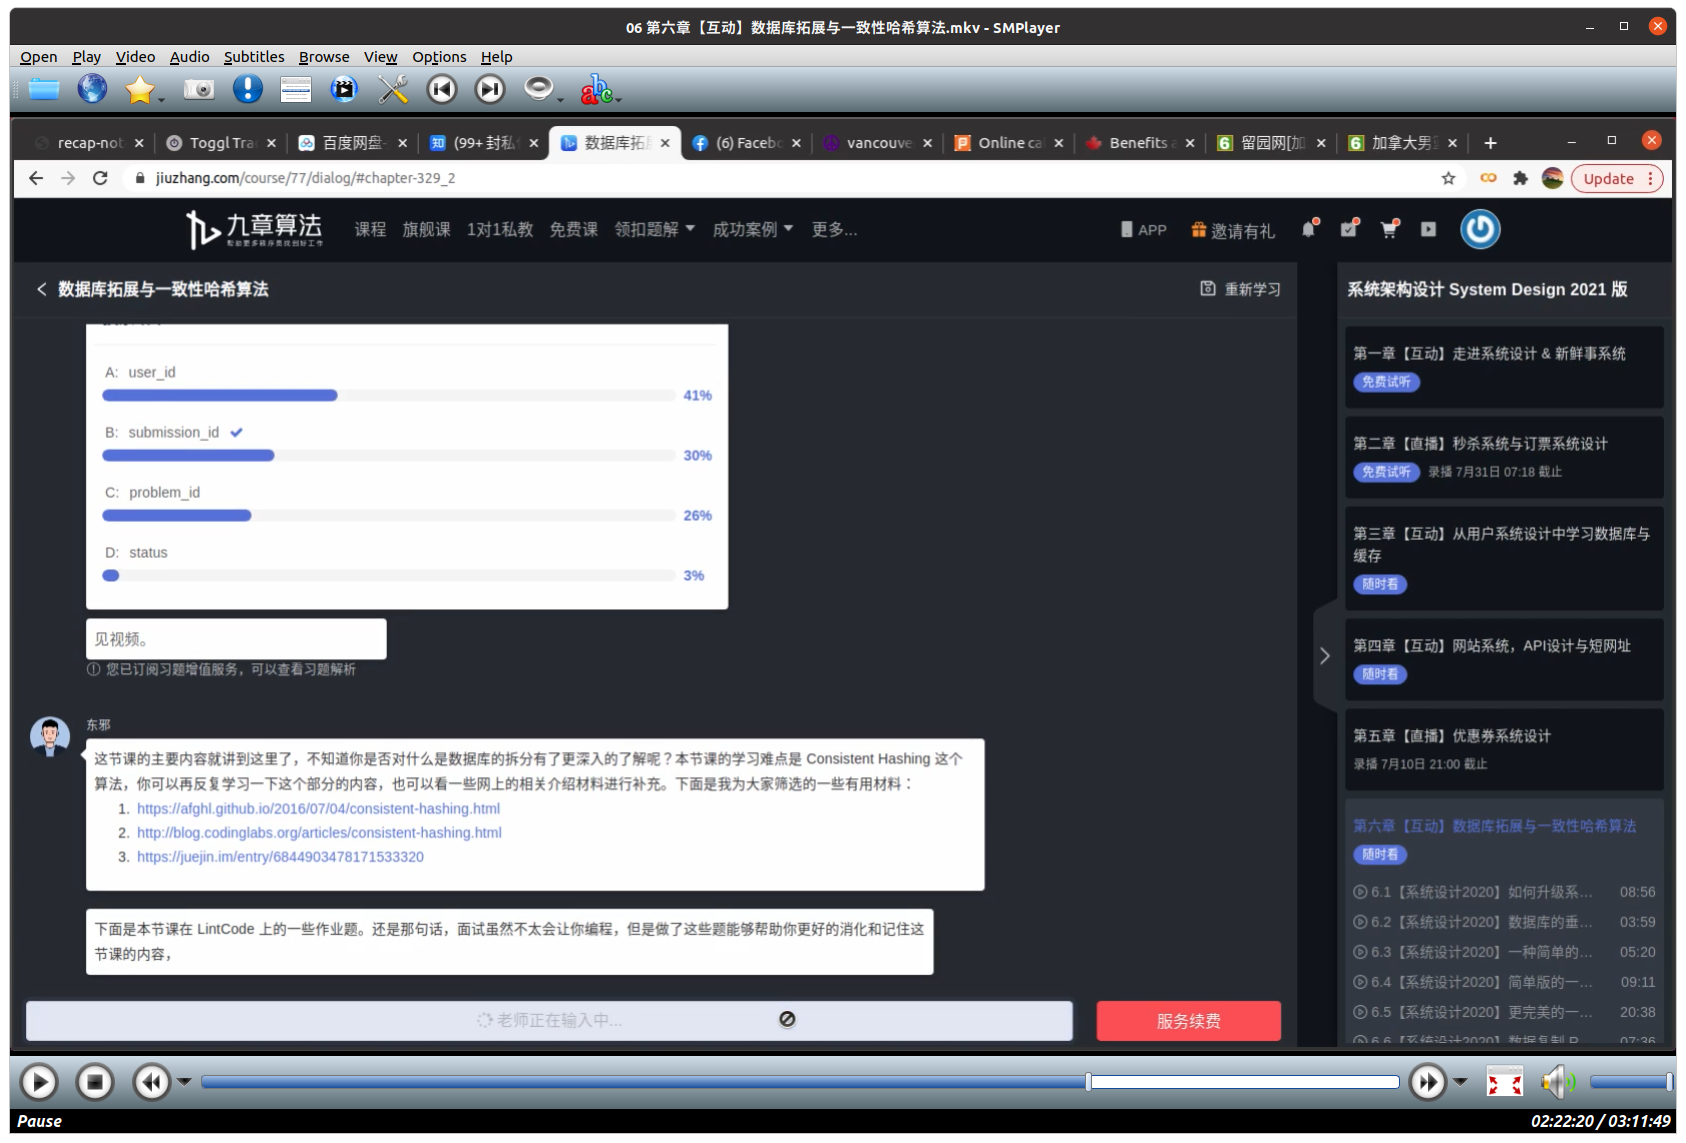 06 第六章【互动】数据库拓展与一致性哈希算法.mkv - SMPlayer
Open Play Video Audio Subtitles Browse View Options Help
recap-not
Toggl Tra
百度网盘-
(99+ 封私
数据库拓
(6) Facebo
vancouve
Online ca
Benefits a
留园网[加
加拿大男
jiuzhang.com/course/77/dialog/#chapter-329_2
Update
九章算法
课程 旗舰课 1对1私教 免费课 领扣题解 成功案例 更多...
APP 邀请有礼
数据库拓展与一致性哈希算法
重新学习
A: user_id
41%
B: submission_id
30%
C: problem_id
26%
D: status
3%
见视频。
您已订阅习题增值服务，可以查看习题解析
东邪
这节课的主要内容就讲到这里了，不知道你是否对什么是数据库的拆分有了更深入的了解呢？本节课的学习难点是 Consistent Hashing 这个
算法，你可以再反复学习一下这个部分的内容，也可以看一些网上的相关介绍材料进行补充。下面是我为大家筛选的一些有用材料：
1. https://afghl.github.io/2016/07/04/consistent-hashing.html
2. http://blog.codinglabs.org/articles/consistent-hashing.html
3. https://juejin.im/entry/6844903478171533320
下面是本节课在 LintCode 上的一些作业题。还是那句话，面试虽然不太会让你编程，但是做了这些题能够帮助你更好的消化和记住这
节课的内容，
老师正在输入中...
服务续费
系统架构设计 System Design 2021 版
第一章【互动】走进系统设计 & 新鲜事系统
免费试听
第二章【直播】秒杀系统与订票系统设计
免费试听 录播 7月31日 07:18 截止
第三章【互动】从用户系统设计中学习数据库与
缓存
随时看
第四章【互动】网站系统，API设计与短网址
随时看
第五章【直播】优惠券系统设计
录播 7月10日 21:00 截止
第六章【互动】数据库拓展与一致性哈希算法
随时看
6.1【系统设计2020】如何升级系... 08:56
6.2【系统设计2020】数据库的垂... 03:59
6.3【系统设计2020】一种简单的... 05:20
6.4【系统设计2020】简单版的一... 09:11
6.5【系统设计2020】更完美的一... 20:38
6.6【系统设计2020】数据复制 R... 07:36
Pause
02:22:20 / 03:11:49